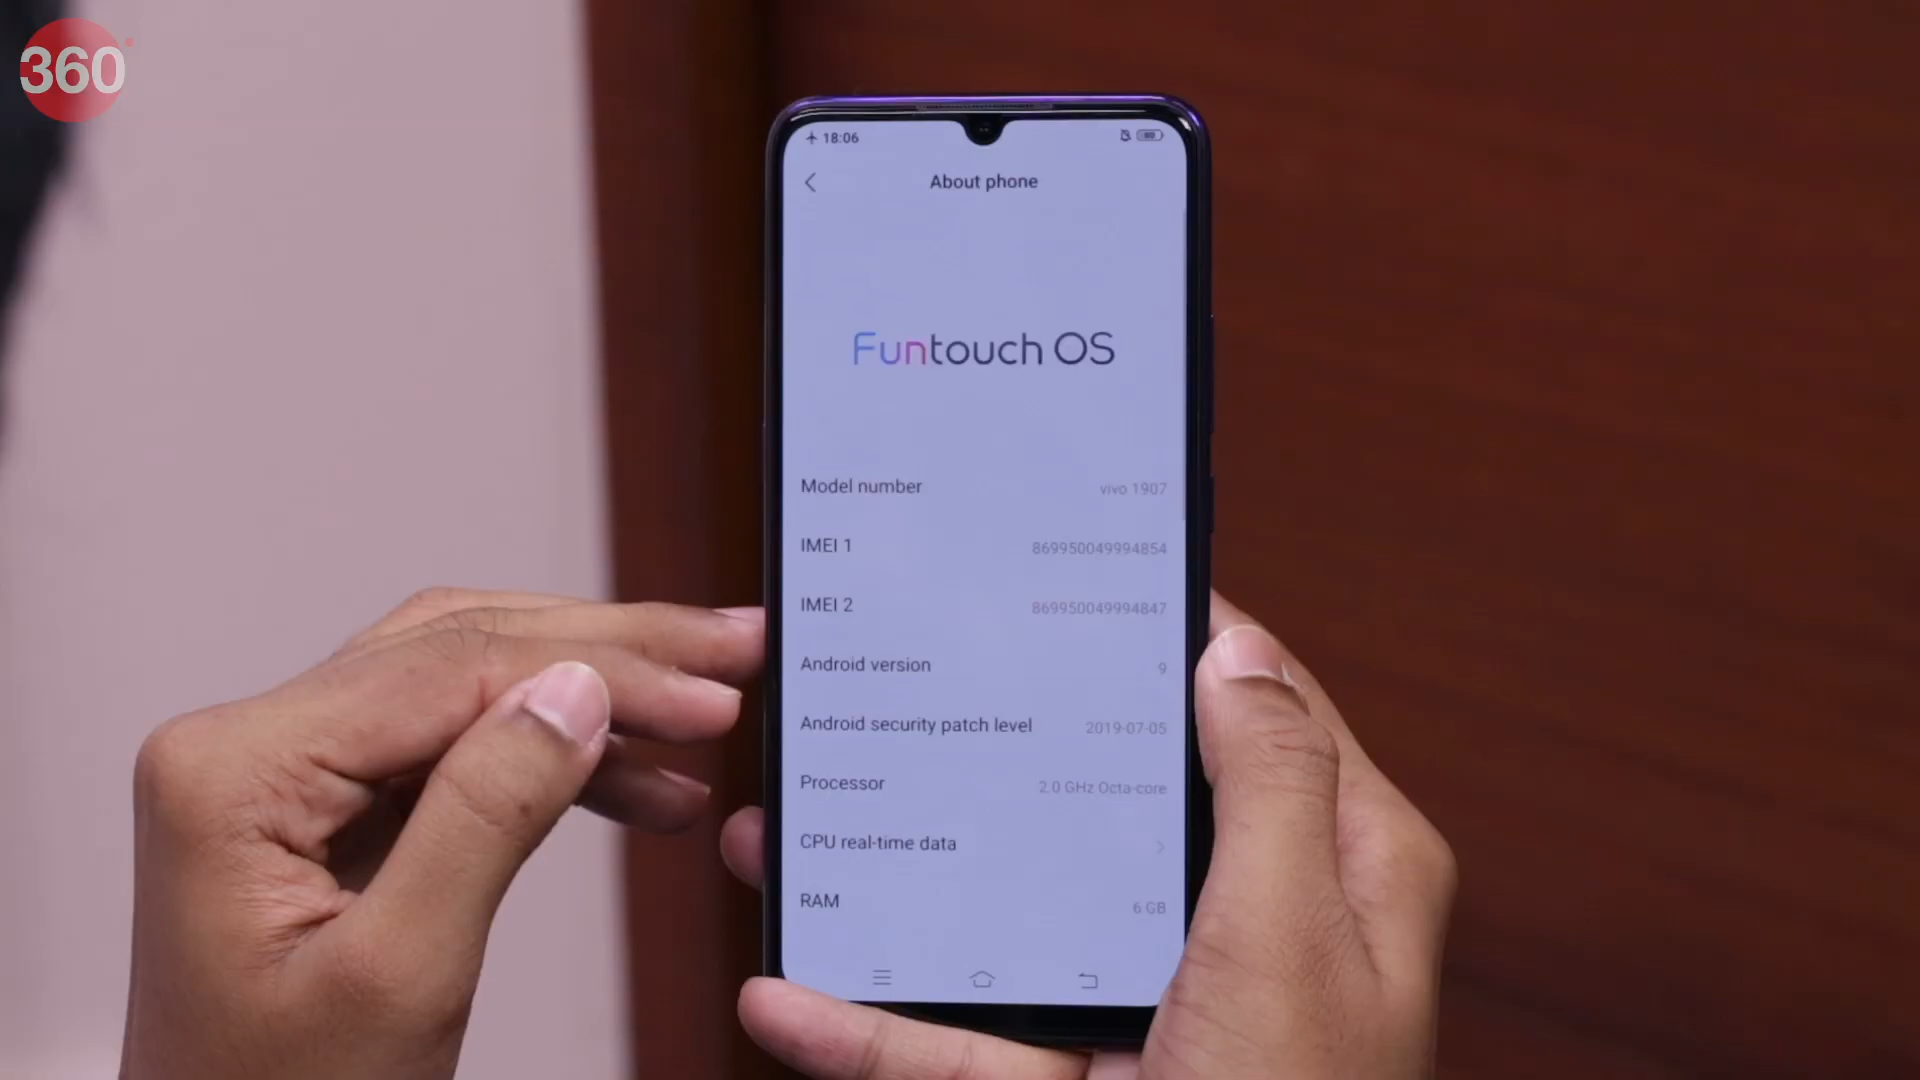 360
18:06
About phone
Funtouch OS
Model number vivo 1907
IMEI 1 869950049994854
IMEI 2 869950049994847
Android version 9
Android security patch level 2019-07-05
Processor 2.0 GHz Octa-core
CPU real-time data
RAM 6 GB